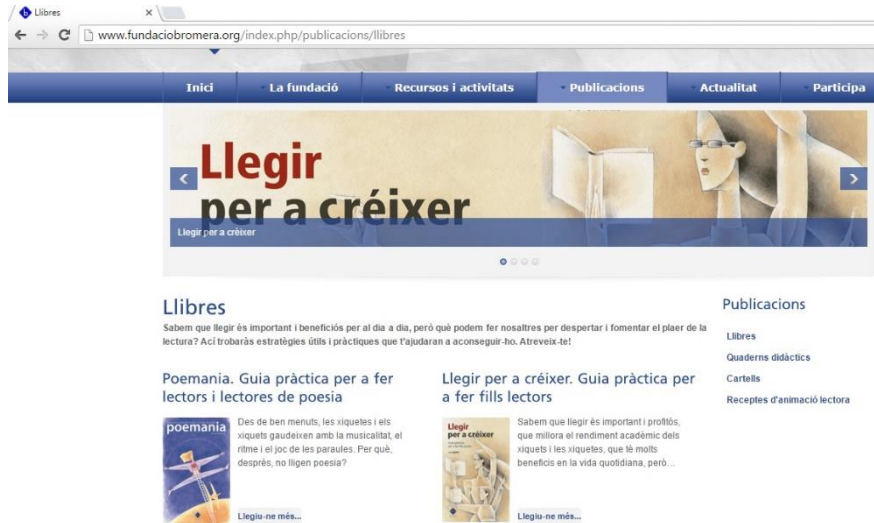 Llibres
www.fundaciobromera.org/index.php/publicacions/llibres
Inici La fundació Recursos i activitats Publicacions Actualitat Participa
Llegir
per a créixer
Llegir per a créixer
Llibres
Sabem que llegir és important i beneficiós per al dia a dia, però què podem fer nosaltres per despertar i fomentar el plaer de la
lectura? Ací trobaràs estratègies útils i pràctiques que t'ajudaran a aconseguir-ho. Atreveix-te!
Poemania. Guia pràctica per a fer
lectors i lectores de poesia
poemania
Des de ben menuts, les xiquetes i els
xiquets gaudeixen amb la musicalitat, el
ritme i el joc de les paraules. Per què,
després, no lligen poesia?
Llegiu-ne més...
Llegir per a créixer. Guia pràctica per
a fer fills lectors
Llegir
per a créixer
Sabem que llegir és important i profitós,
que millora el rendiment acadèmic dels
xiquets i les xiquetes, que té molts
beneficis en la vida quotidiana, però...
Llegiu-ne més...
Publicacions
Llibres
Quaderns didàctics
Cartells
Receptes d'animació lectora